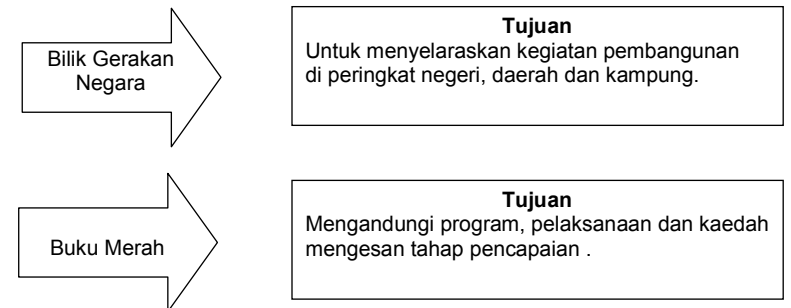 Bilik Gerakan
Negara
Tujuan
Untuk menyelaraskan kegiatan pembangunan
di peringkat negeri, daerah dan kampung.
Buku Merah
Tujuan
Mengandungi program, pelaksanaan dan kaedah
mengesan tahap pencapaian .